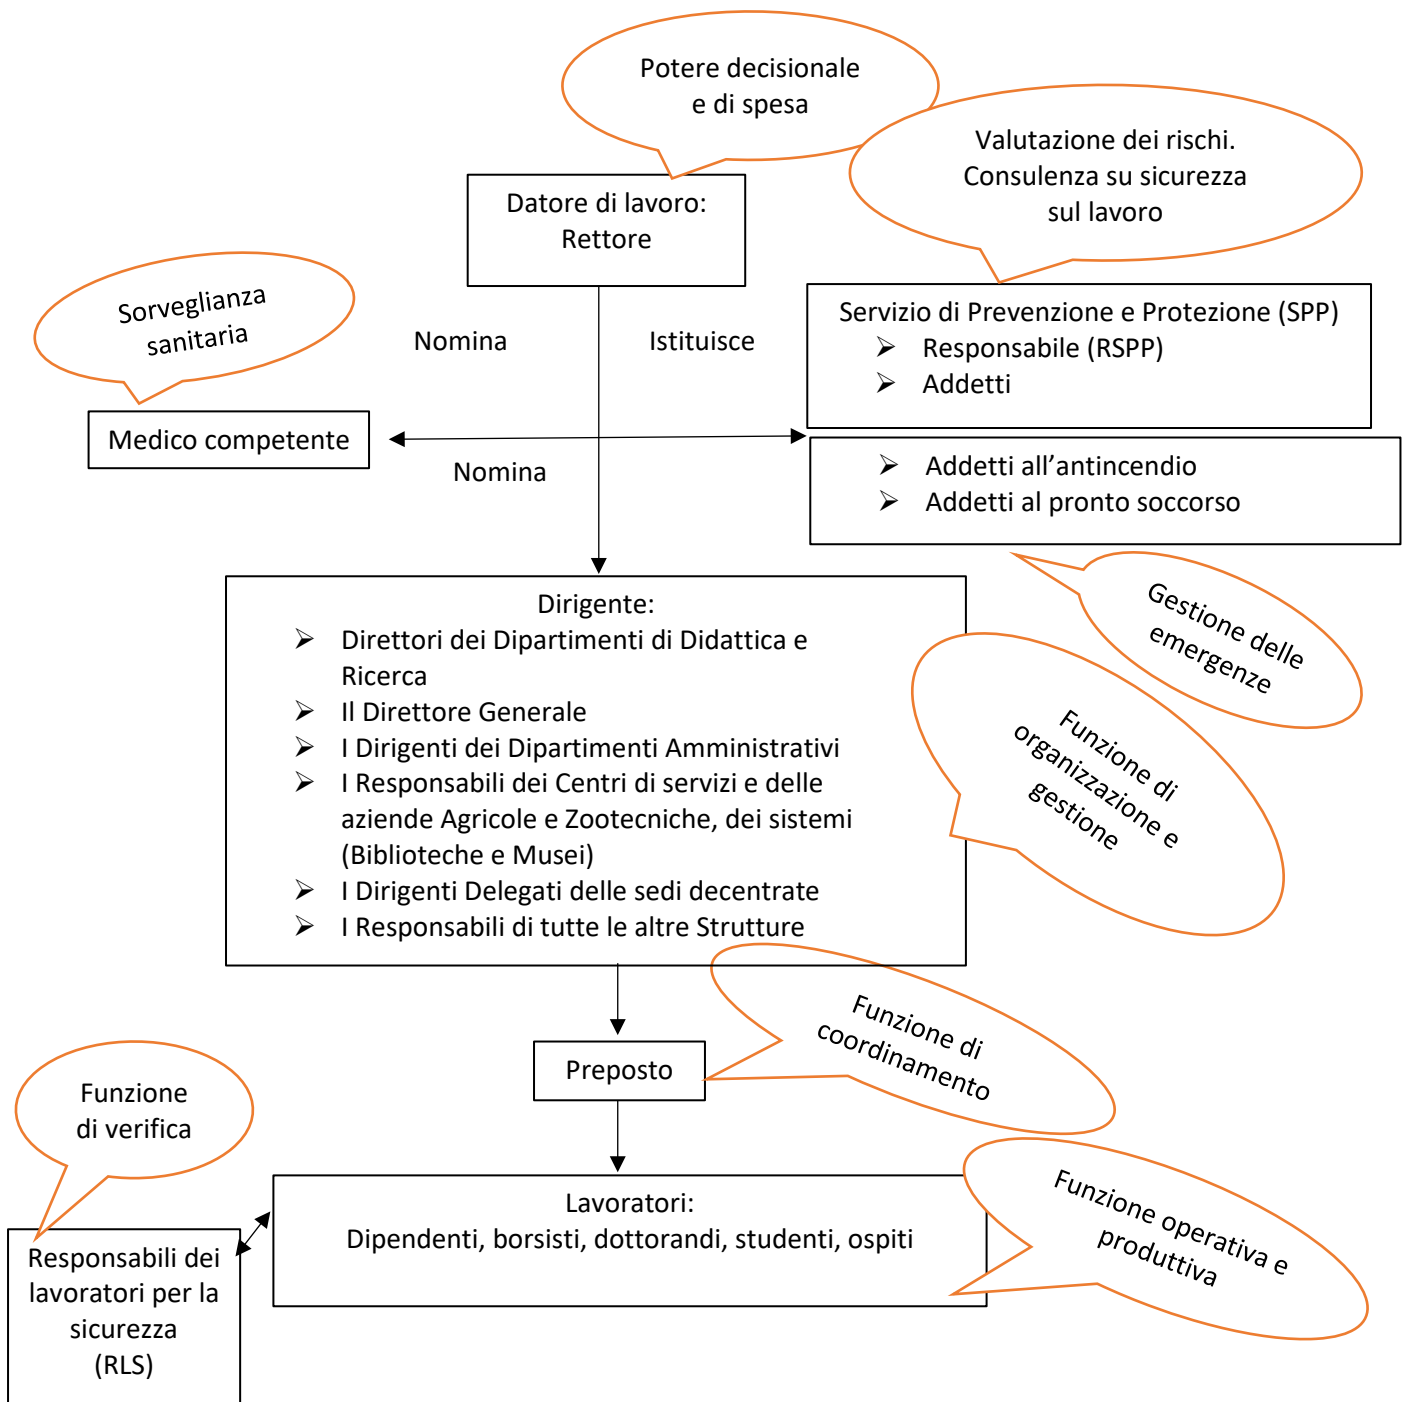 Potere decisionale
e di spesa
Valutazione dei rischi.
Consulenza su sicurezza
sul lavoro
Datore di lavoro:
Rettore
Sorveglianza
sanitaria
Nomina
Istituisce
Servizio di Prevenzione e Protezione (SPP)
➢ Responsabile (RSPP)
➢ Addetti
Medico competente
Nomina
➢ Addetti all’antincendio
➢ Addetti al pronto soccorso
Gestione delle
emergenze
Dirigente:
➢ Direttori dei Dipartimenti di Didattica e
Ricerca
➢ Il Direttore Generale
➢ I Dirigenti dei Dipartimenti Amministrativi
➢ I Responsabili dei Centri di servizi e delle
aziende Agricole e Zootecniche, dei sistemi
(Biblioteche e Musei)
➢ I Dirigenti Delegati delle sedi decentrate
➢ I Responsabili di tutte le altre Strutture
Funzione di
organizzazione e
gestione
Funzione di
coordinamento
Preposto
Funzione
di verifica
Lavoratori:
Dipendenti, borsisti, dottorandi, studenti, ospiti
Funzione operativa e
produttiva
Responsabili dei
lavoratori per la
sicurezza
(RLS)